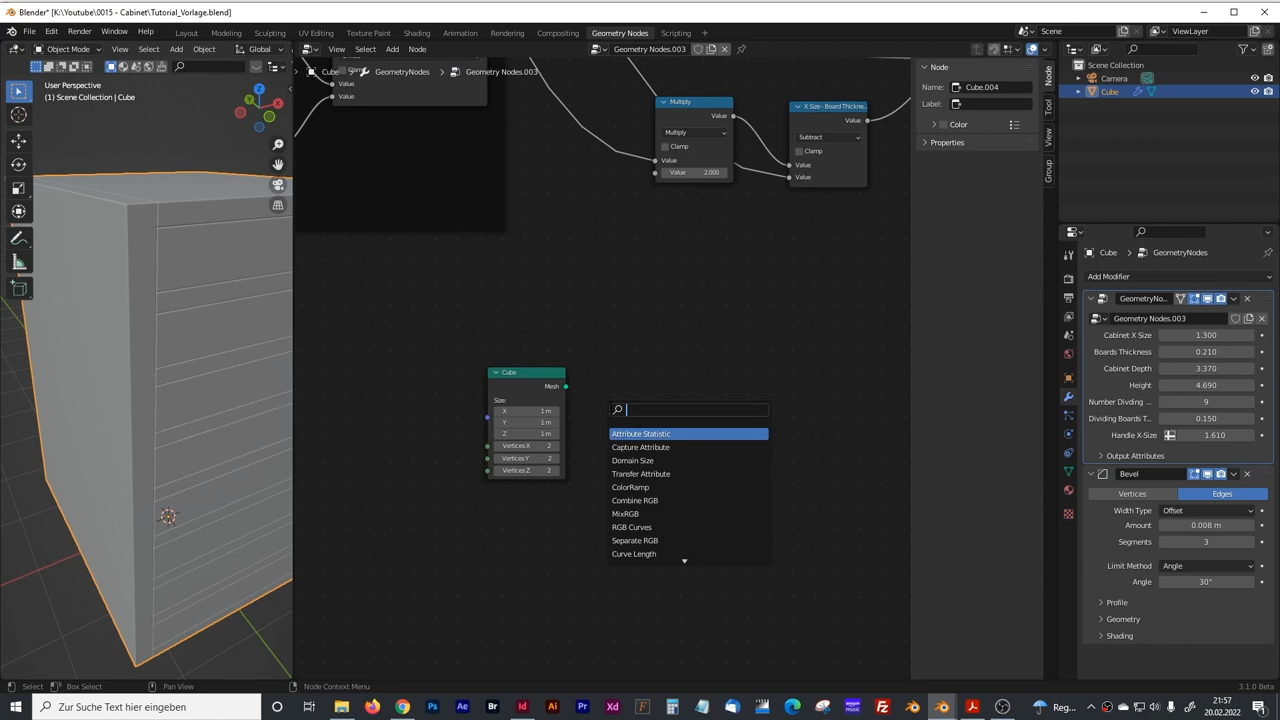 Blender* [K:\Youtube\0015 - Cabinet\Tutorial_Vorlage.blend]
File Edit Render Window Help Layout Modeling Sculpting UV Editing Texture Paint Shading Animation Rendering Compositing Geometry Nodes Scripting Scene ViewLayer
Object Mode View Select Add Object Global
View Select Add Node Geometry Nodes.003
User Perspective
(1) Scene Collection | Cube
Cube > GeometryNodes > Geometry Nodes.003
Value
Value
Multiply
Value
Multiply
Clamp
Value
Value 2.000
X Size - Board Thickne..
Value
Subtract
Clamp
Value
Value
Cube
Mesh
Size:
X 1 m
Y 1 m
Z 1 m
Vertices X 2
Vertices Y 2
Vertices Z 2
Attribute Statistic
Capture Attribute
Domain Size
Transfer Attribute
ColorRamp
Combine RGB
MixRGB
RGB Curves
Separate RGB
Curve Length
Node
Name: Cube.004
Label:
Color
Properties
Node
Tool
View
Group
Scene Collection
Camera
Cube
Cube > GeometryNodes
Add Modifier
GeometryNo...
Geometry Nodes.003
Cabinet X Size 1.300
Boards Thickness 0.210
Cabinet Depth 3.370
Height 4.690
Number Dividing .. 9
Dividing Boards T.. 0.150
Handle X-Size 1.610
Output Attributes
Bevel
Vertices Edges
Width Type Offset
Amount 0.008 m
Segments 3
Limit Method Angle
Angle 30°
Profile
Geometry
Shading
Select Box Select Pan View Node Context Menu 3.1.0 Beta
Zur Suche Text hier eingeben
Reg...
21:57
20.02.2022